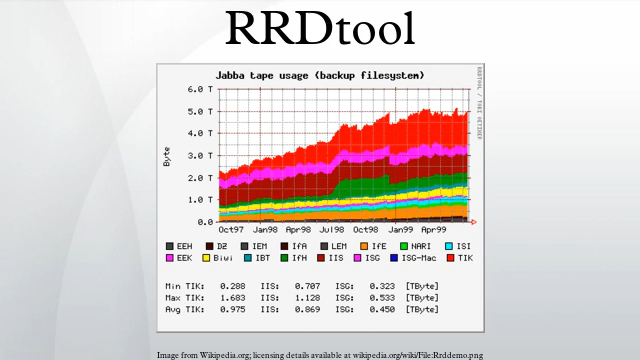 RRDtool
Jabba tape usage (backup filesystem)
RRDTOOL / TOBI OETIKER
Byte
6.0 T
5.0 T
4.0 T
3.0 T
2.0 T
1.0 T
0.0
Oct97 Jan98 Apr98 Jul98 Oct98 Jan99 Apr99
EEH DZ IEM IfA LEM IfE NARI ISI
EEK Biwi IBT IfH IIS ISG ISG-Mac TIK
Min TIK: 0.288 IIS: 0.707 ISG: 0.323 [TByte]
Max TIK: 1.683 IIS: 1.128 ISG: 0.533 [TByte]
Avg TIK: 0.975 IIS: 0.869 ISG: 0.450 [TByte]
Image from Wikipedia.org; licensing details available at wikipedia.org/wiki/File:Rrddemo.png